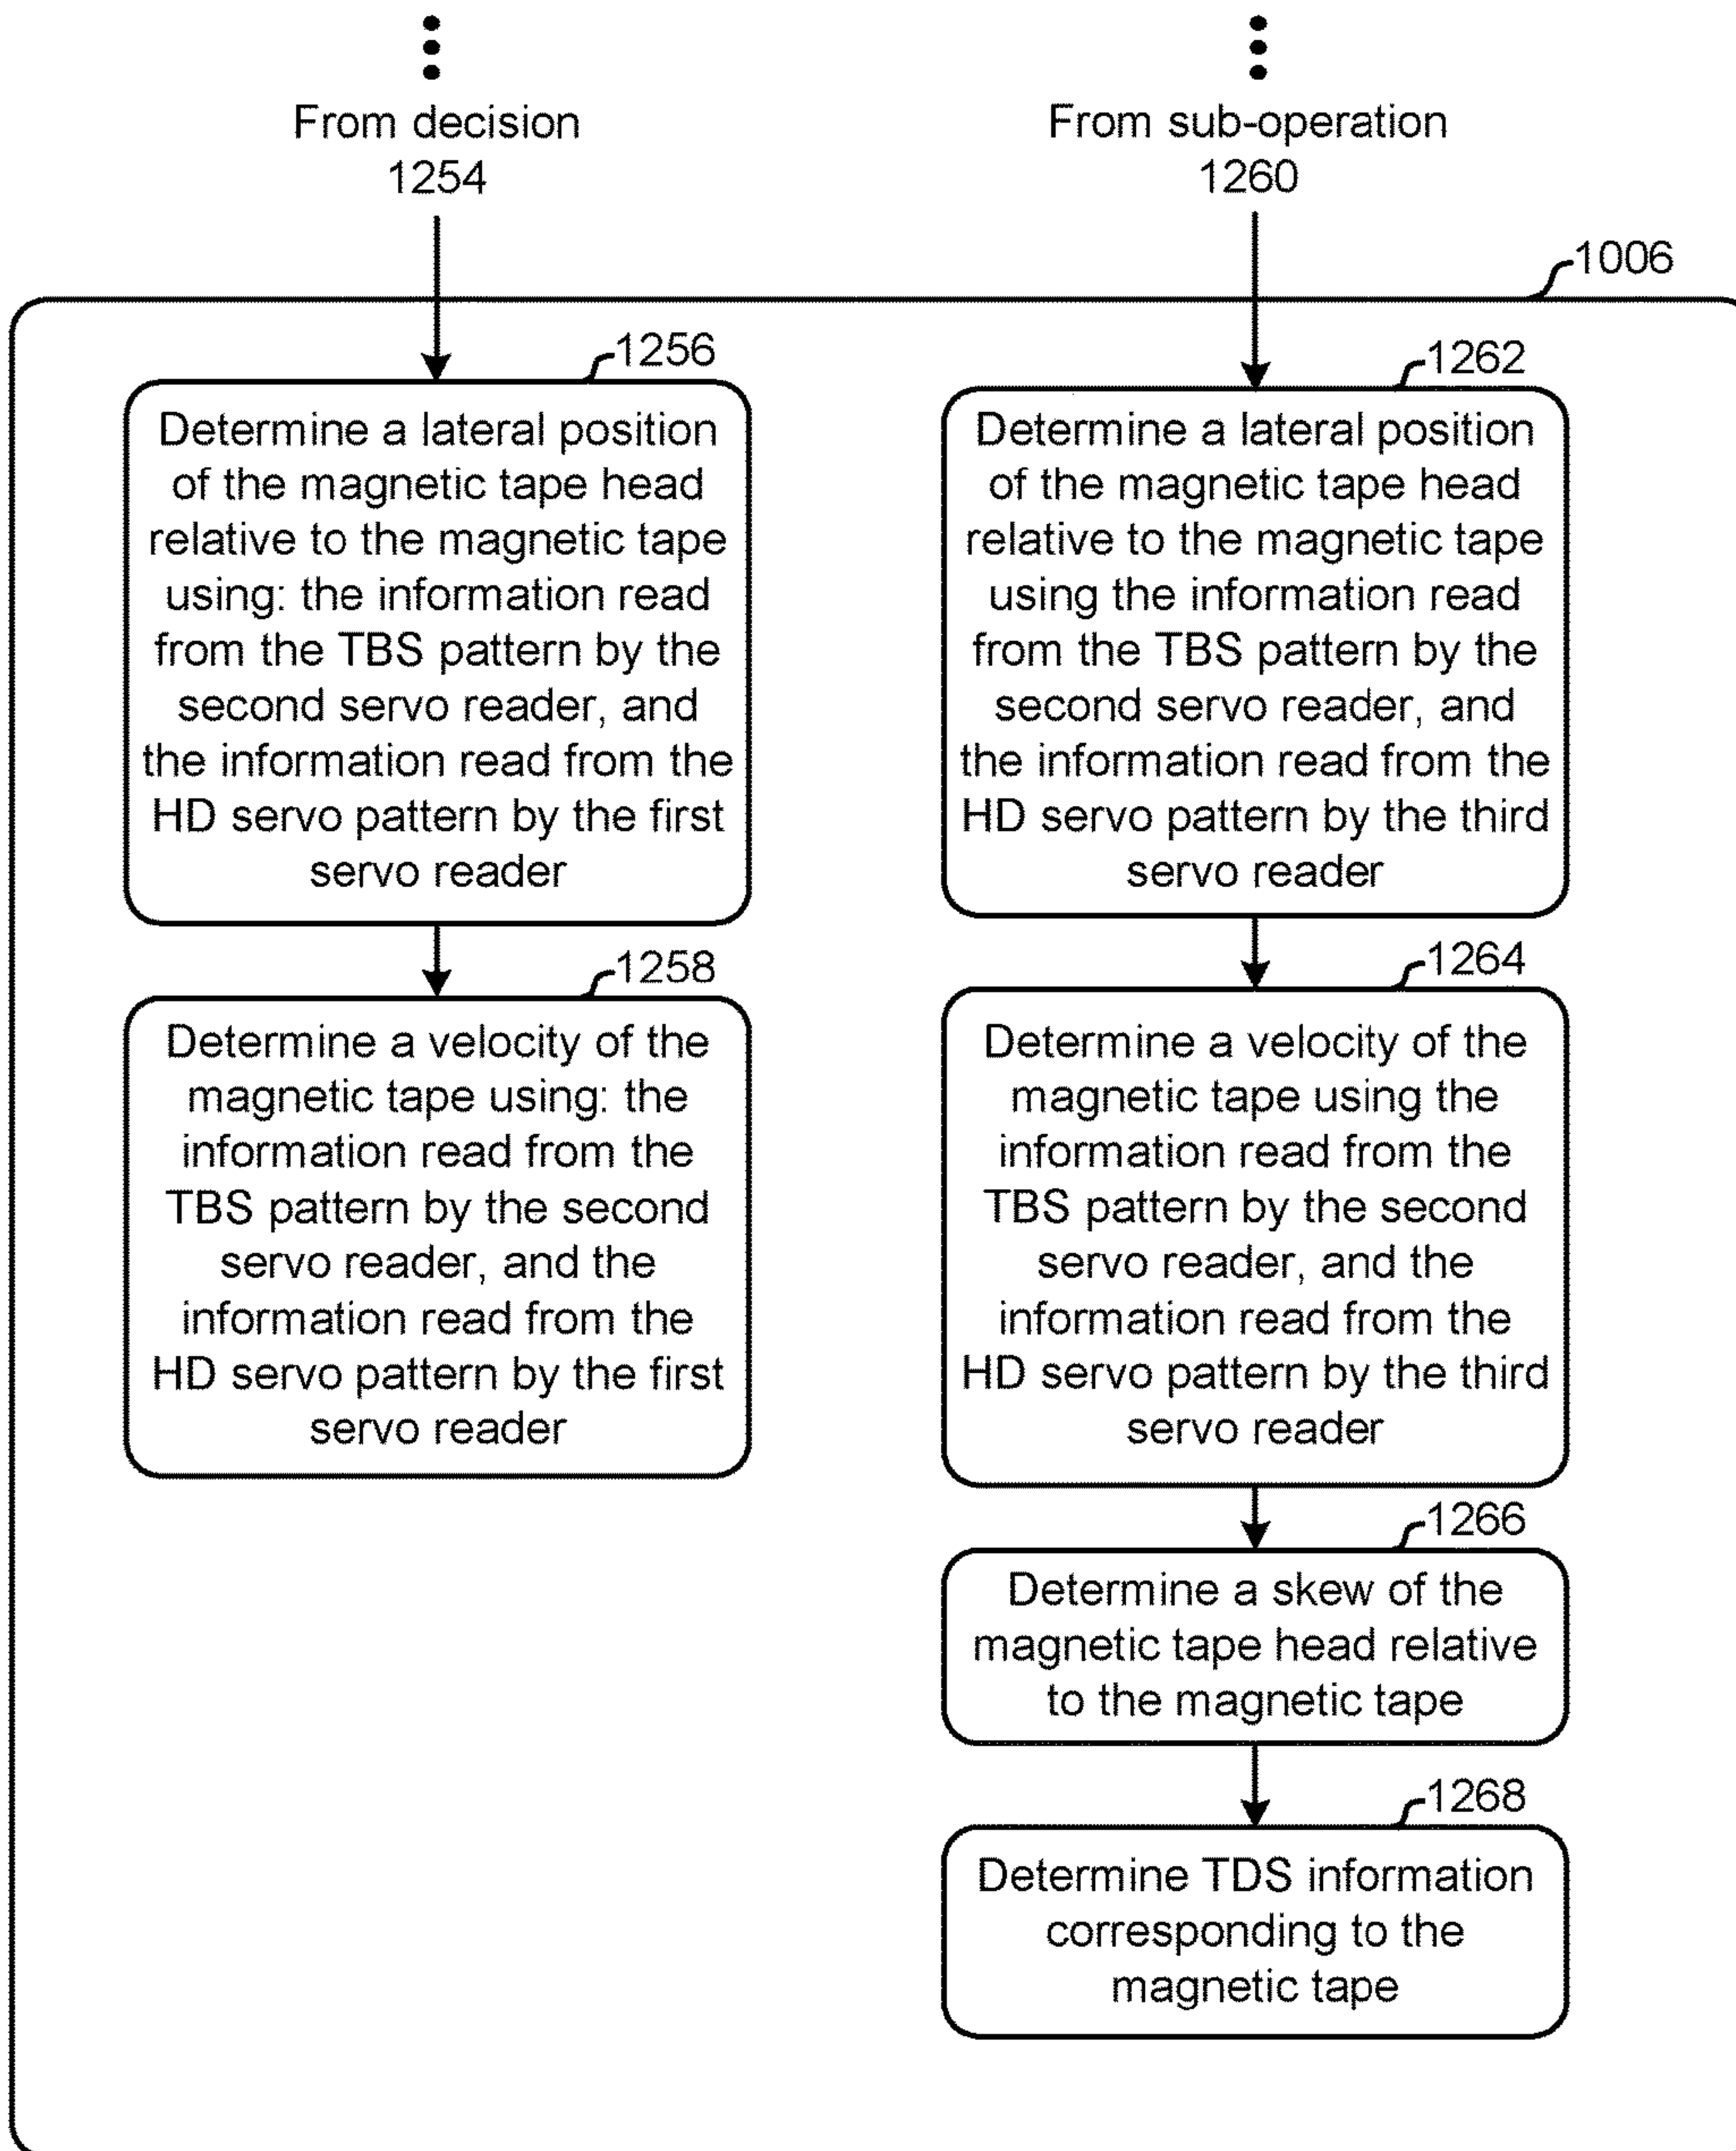 From decision
1254
From sub-operation
1260
1006
1256
Determine a lateral position
of the magnetic tape head
relative to the magnetic tape
using: the information read
from the TBS pattern by the
second servo reader, and
the information read from the
HD servo pattern by the first
servo reader
1258
Determine a velocity of the
magnetic tape using: the
information read from the
TBS pattern by the second
servo reader, and the
information read from the
HD servo pattern by the first
servo reader
1262
Determine a lateral position
of the magnetic tape head
relative to the magnetic tape
using the information read
from the TBS pattern by the
second servo reader, and
the information read from the
HD servo pattern by the third
servo reader
1264
Determine a velocity of the
magnetic tape using the
information read from the
TBS pattern by the second
servo reader, and the
information read from the
HD servo pattern by the third
servo reader
1266
Determine a skew of the
magnetic tape head relative
to the magnetic tape
1268
Determine TDS information
corresponding to the
magnetic tape